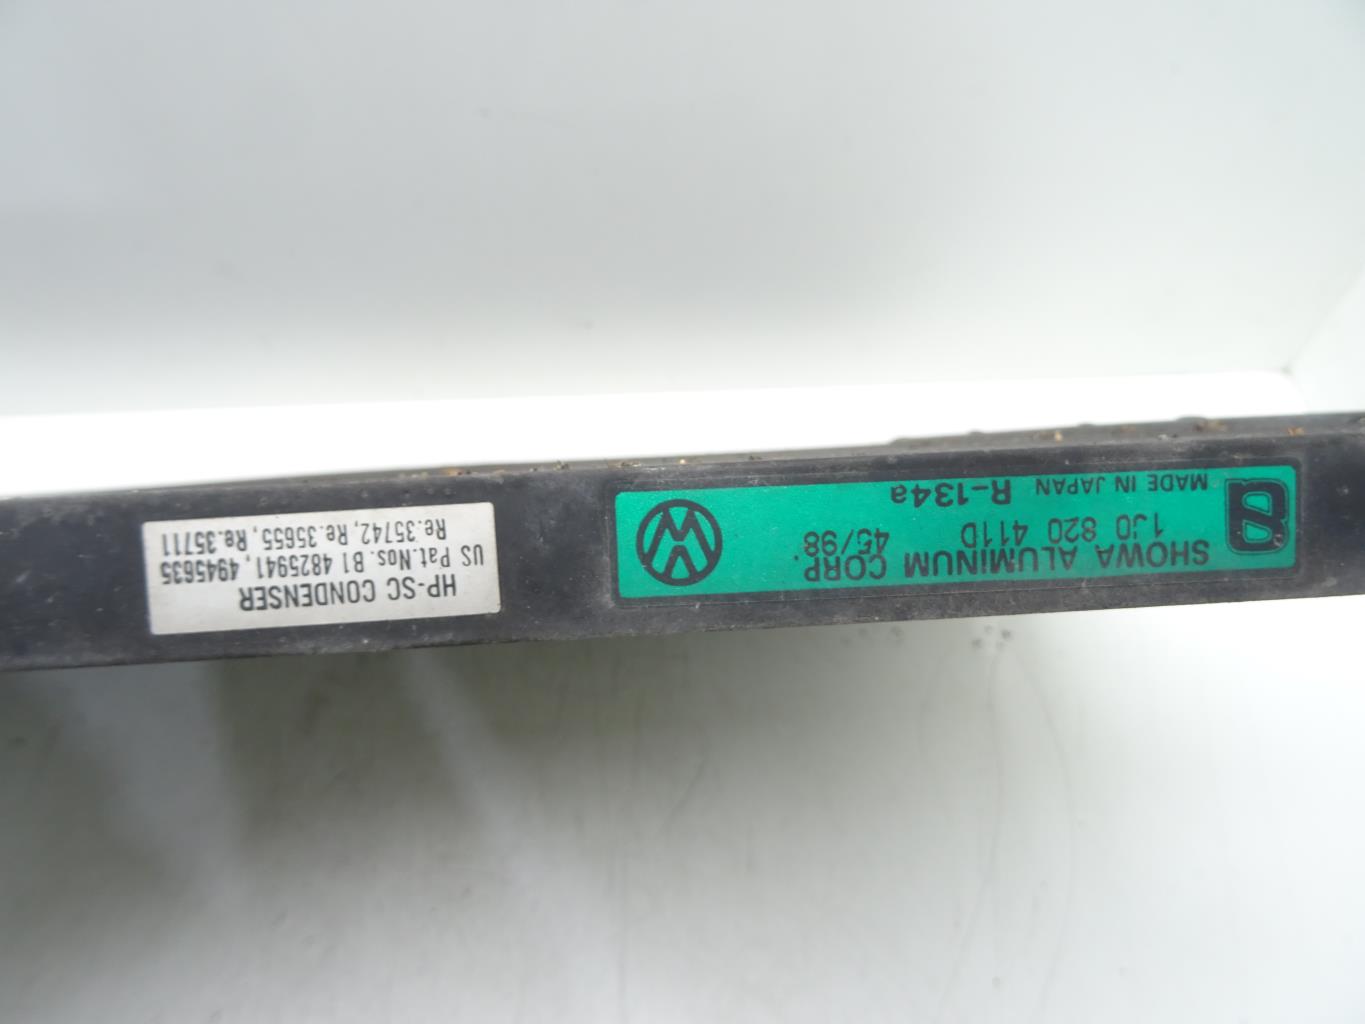 SHOWA ALUMINUM CORP.
1J0 820 411D 45/98
MADE IN JAPAN R-134a
HP-SC CONDENSER
US Pat.Nos. B1 4825941, 4945635
Re.35742, Re.35655, Re.35711